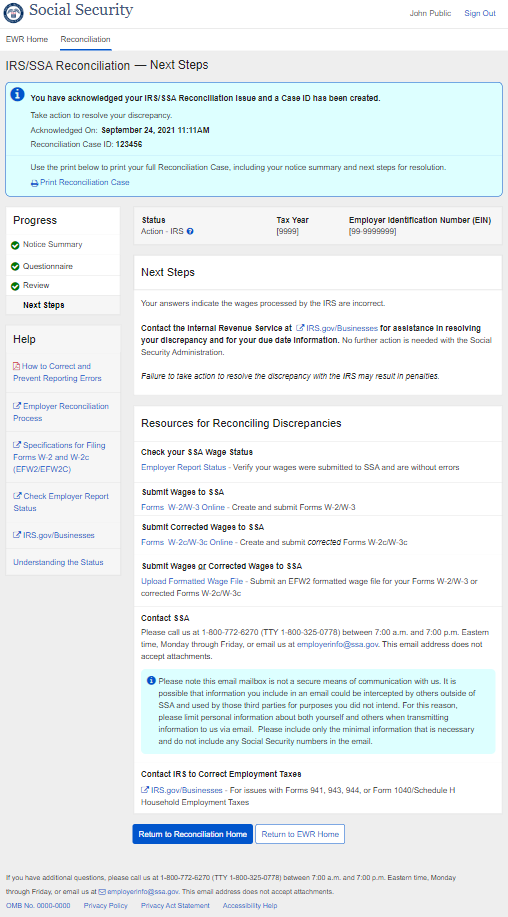 Social Security
John Public Sign Out
EWR Home Reconciliation
IRS/SSA Reconciliation — Next Steps
You have acknowledged your IRS/SSA Reconciliation issue and a Case ID has been created.
Take action to resolve your discrepancy.
Acknowledged On: September 24, 2021 11:11AM
Reconciliation Case ID: 123456
Use the print below to print your full Reconciliation Case, including your notice summary and next steps for resolution.
Print Reconciliation Case
Progress
Notice Summary
Questionnaire
Review
Next Steps
Help
How to Correct and
Prevent Reporting Errors
Employer Reconciliation
Process
Specifications for Filing
Forms W-2 and W-2c
(EFW2/EFW2C)
Check Employer Report
Status
IRS.gov/Businesses
Understanding the Status
Status Tax Year Employer Identification Number (EIN)
Action - IRS [9999] [99-9999999]
Next Steps
Your answers indicate the wages processed by the IRS are incorrect.
Contact the Internal Revenue Service at IRS.gov/Businesses for assistance in resolving
your discrepancy and for your due date information. No further action is needed with the Social
Security Administration.
Failure to take action to resolve the discrepancy with the IRS may result in penalties.
Resources for Reconciling Discrepancies
Check your SSA Wage Status
Employer Report Status - Verify your wages were submitted to SSA and are without errors
Submit Wages to SSA
Forms W-2/W-3 Online - Create and submit Forms W-2/W-3
Submit Corrected Wages to SSA
Forms W-2c/W-3c Online - Create and submit corrected Forms W-2c/W-3c
Submit Wages or Corrected Wages to SSA
Upload Formatted Wage File - Submit an EFW2 formatted wage file for your Forms W-2/W-3 or
corrected Forms W-2c/W-3c
Contact SSA
Please call us at 1-800-772-6270 (TTY 1-800-325-0778) between 7:00 a.m. and 7:00 p.m. Eastern
time, Monday through Friday, or email us at employerinfo@ssa.gov. This email address does not
accept attachments.
Please note this email mailbox is not a secure means of communication with us. It is
possible that information you include in an email could be intercepted by others outside of
SSA and used by those third parties for purposes you did not intend. For this reason,
please limit personal information about both yourself and others when transmitting
information to us via email. Please include only the minimal information that is necessary
and do not include any Social Security numbers in the email.
Contact IRS to Correct Employment Taxes
IRS.gov/Businesses - For issues with Forms 941, 943, 944, or Form 1040/Schedule H
Household Employment Taxes
Return to Reconciliation Home Return to EWR Home
If you have additional questions, please call us at 1-800-772-6270 (TTY 1-800-325-0778) between 7:00 a.m. and 7:00 p.m. Eastern time, Monday
through Friday, or email us at employerinfo@ssa.gov. This email address does not accept attachments.
OMB No. 0000-0000 Privacy Policy Privacy Act Statement Accessibility Help